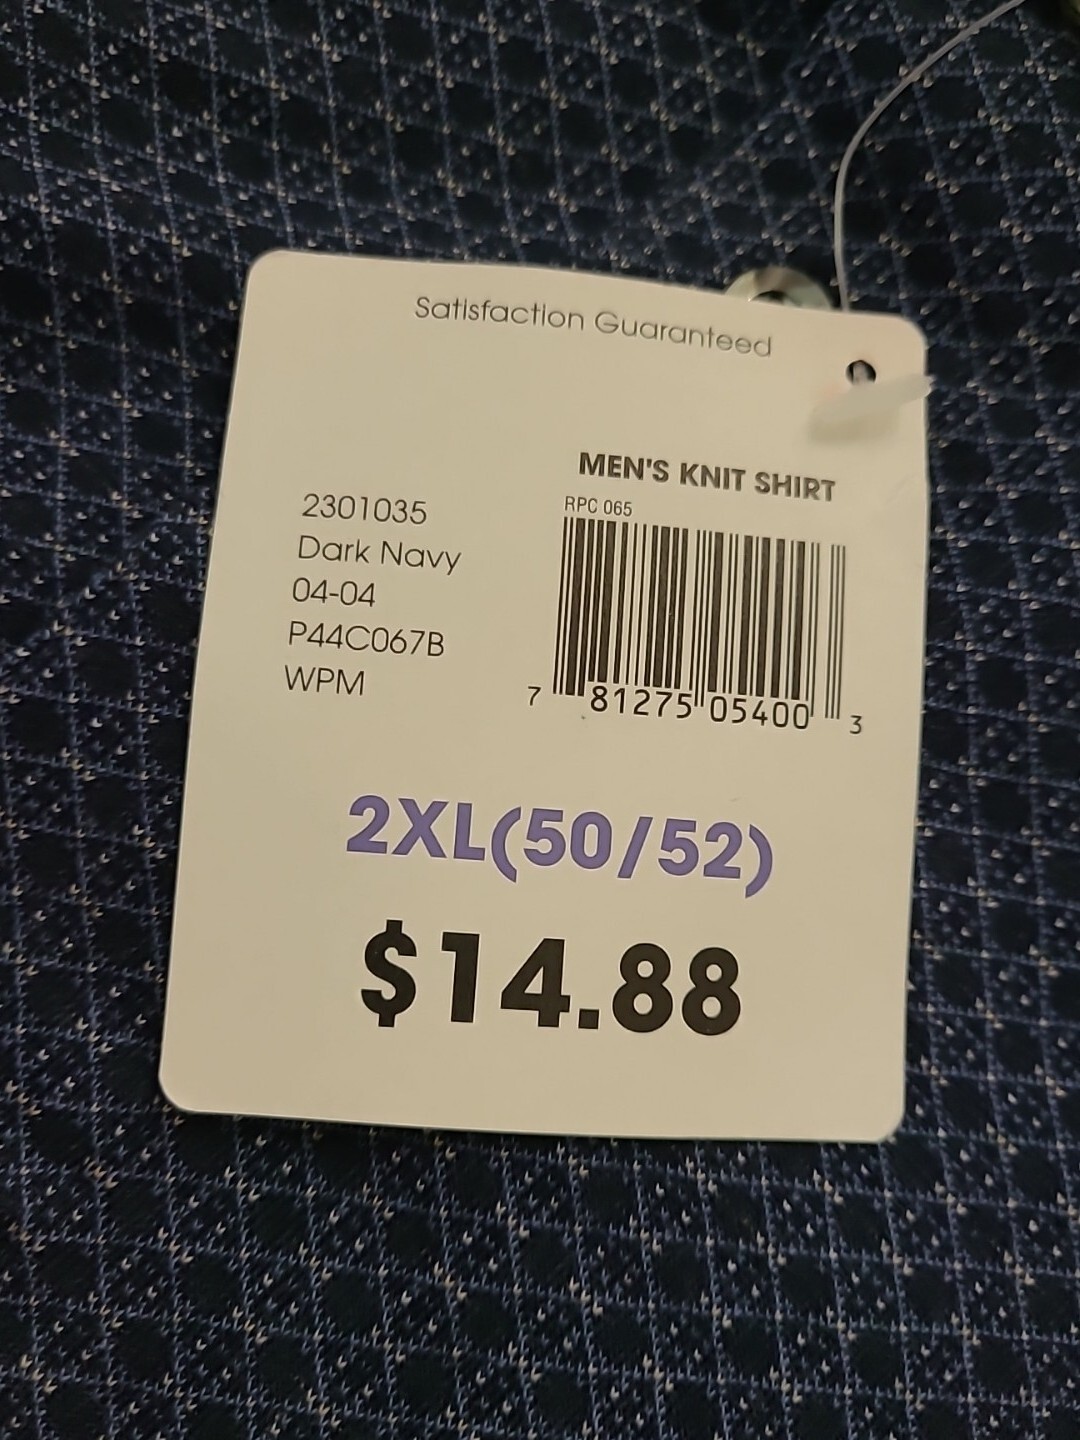 Satisfaction Guaranteed
MEN'S KNIT SHIRT
RPC 065
2301035
Dark Navy
04-04
P44C067B
WPM
7 81275 05400 3
2XL(50/52)
$14.88